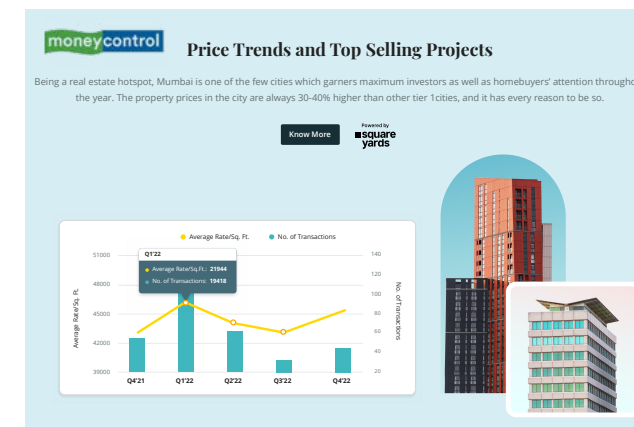 moneycontrol
Price Trends and Top Selling Projects
Being a real estate hotspot, Mumbai is one of the few cities which garners maximum investors as well as homebuyers' attention througho
the year. The property prices in the city are always 30-40% higher than other tier 1cities, and it has every reason to be so.
Know More
Powered by
square
yards
Average Rate/Sq. Ft.
No. of Transactions
Q1'22
Average Rate/Sq.Ft.: 21944
No. of Transactions: 19418
Average Rate/Sq. Ft.
51000
48000
45000
42000
39000
140
120
100
80
60
40
20
No. of Transactions
Q4'21 Q1'22 Q2'22 Q3'22 Q4'22